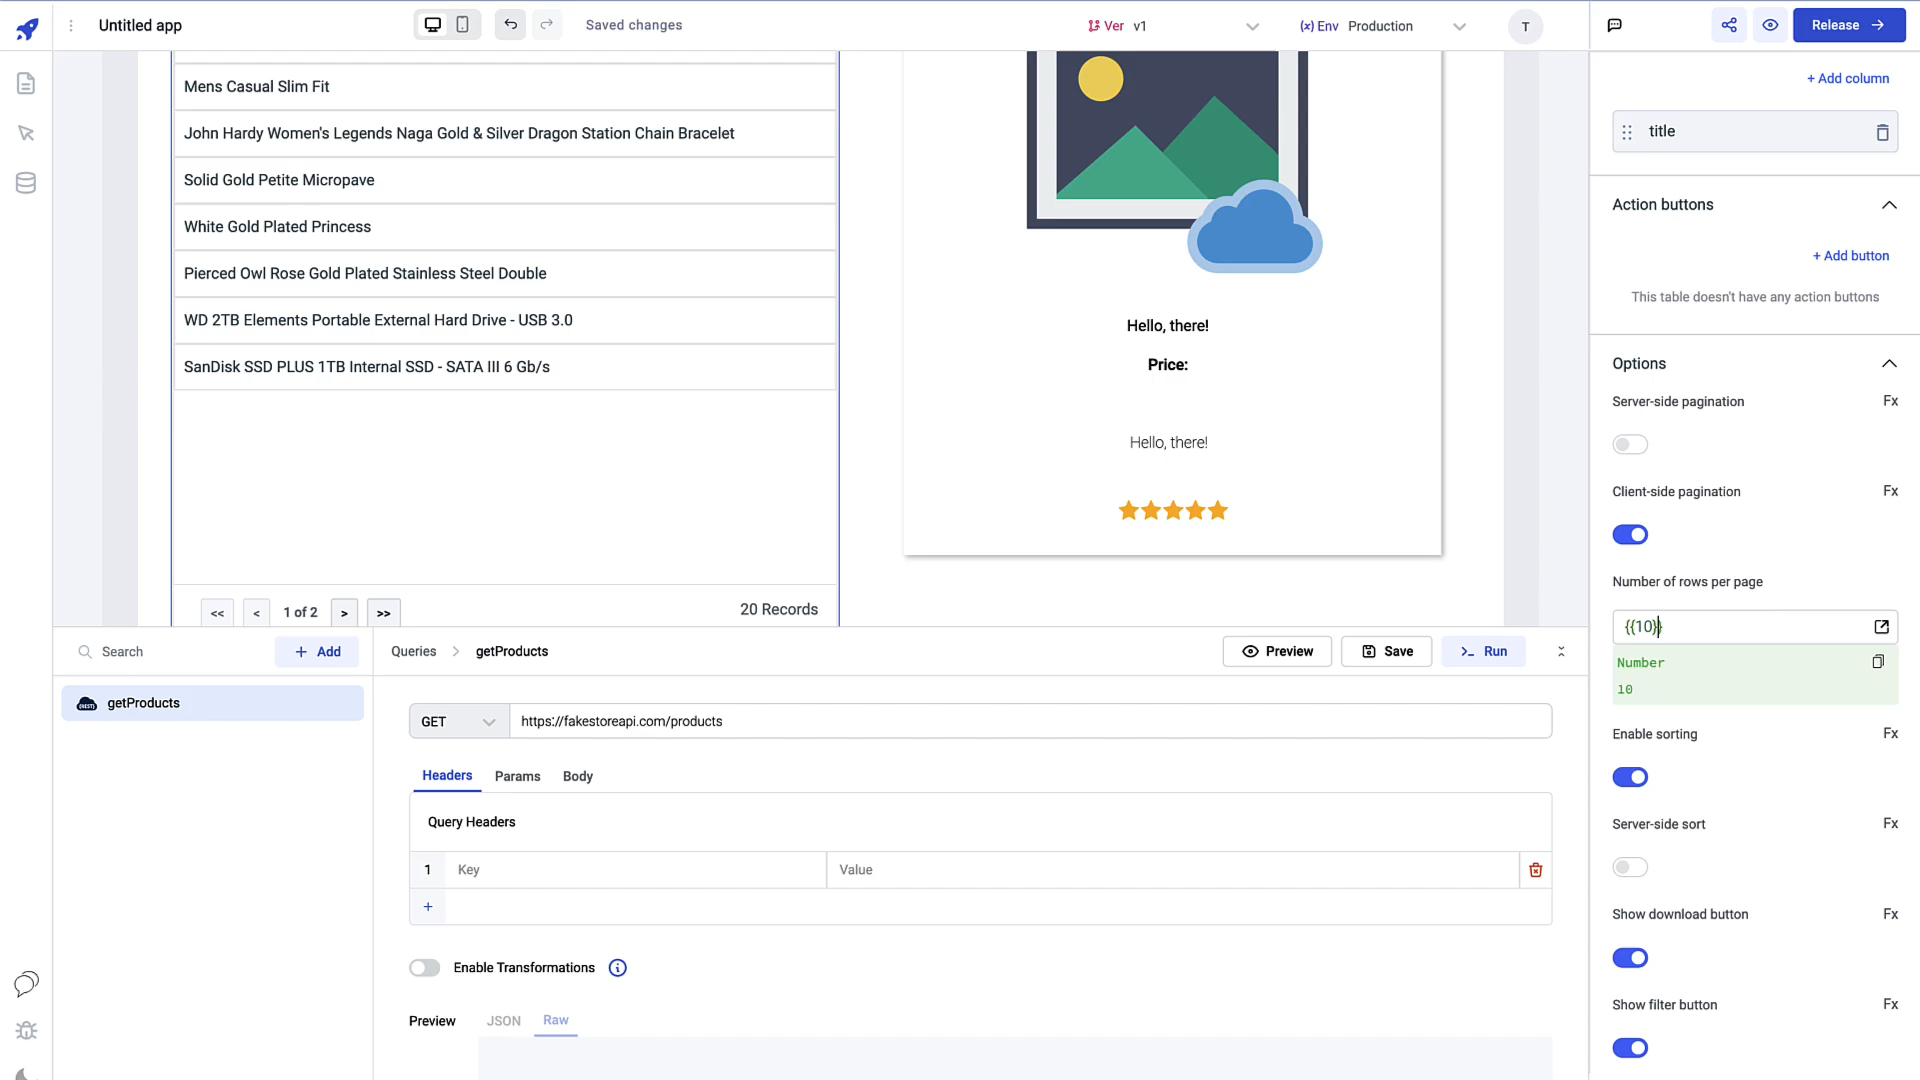 Untitled app
Saved changes
Ver v1
(x) Env Production
T
Release
Mens Casual Slim Fit
John Hardy Women's Legends Naga Gold & Silver Dragon Station Chain Bracelet
Solid Gold Petite Micropave
White Gold Plated Princess
Pierced Owl Rose Gold Plated Stainless Steel Double
WD 2TB Elements Portable External Hard Drive - USB 3.0
SanDisk SSD PLUS 1TB Internal SSD - SATA III 6 Gb/s
<< < 1 of 2 > >>
20 Records
Hello, there!
Price:
Hello, there!
+ Add column
title
Action buttons
+ Add button
This table doesn't have any action buttons
Options
Server-side pagination Fx
Client-side pagination Fx
Number of rows per page
{{10}}
Number
10
Enable sorting Fx
Server-side sort Fx
Show download button Fx
Show filter button Fx
Search
+ Add
getProducts
Queries > getProducts
Preview
Save
Run
GET https://fakestoreapi.com/products
Headers Params Body
Query Headers
1 Key Value
+
Enable Transformations
Preview JSON Raw